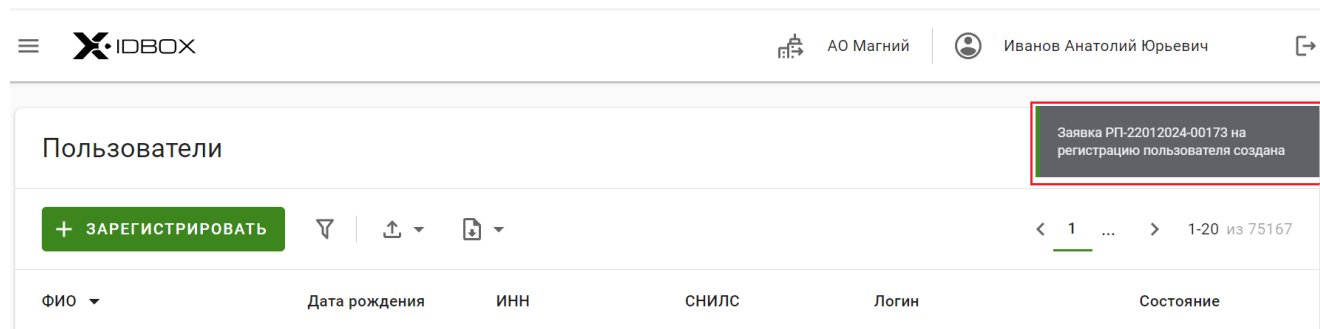 IDBOX
АО Магний
Иванов Анатолий Юрьевич
Пользователи
Заявка РП-22012024-00173 на
регистрацию пользователя создана
+ ЗАРЕГИСТРИРОВАТЬ
1 ... 1-20 из 75167
ФИО Дата рождения ИНН СНИЛС Логин Состояние